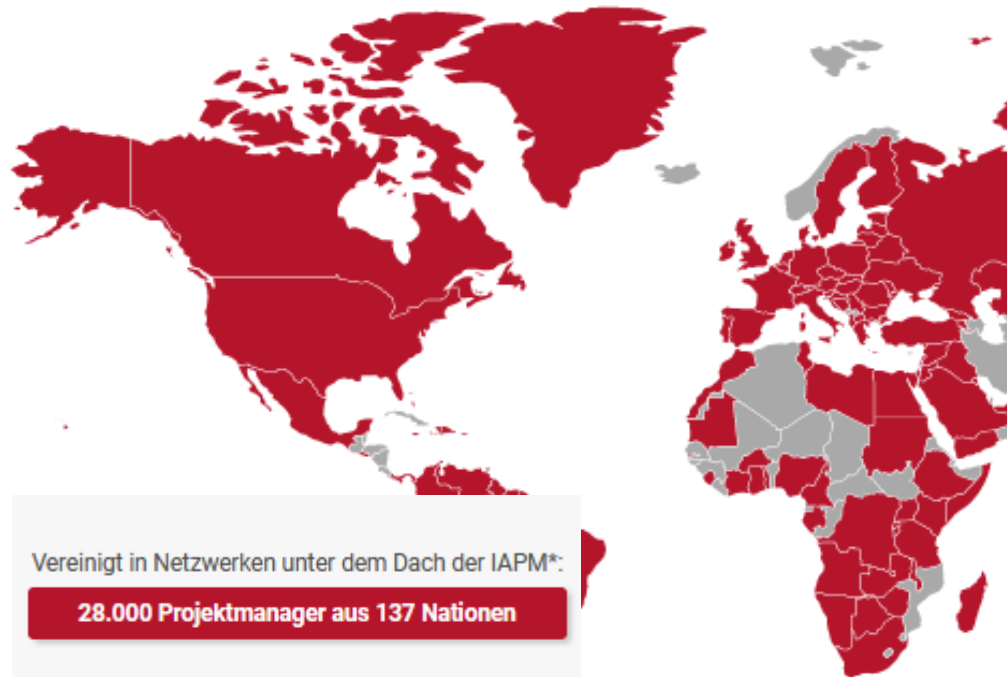 Vereinigt in Netzwerken unter dem Dach der IAPM*:
28.000 Projektmanager aus 137 Nationen